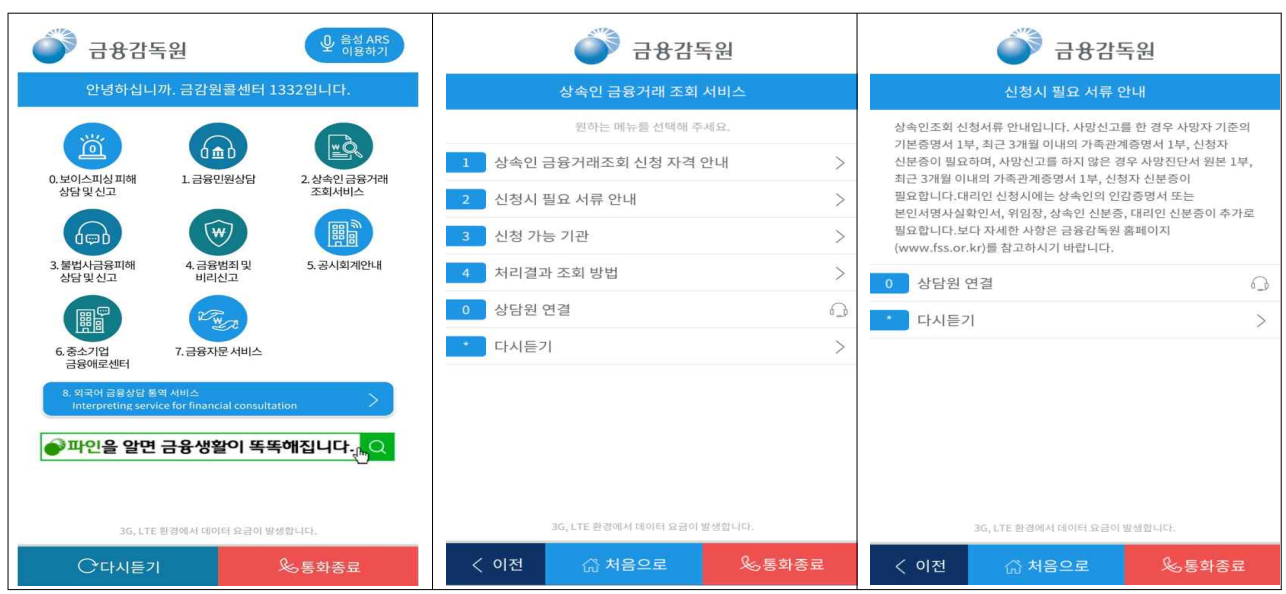 금융감독원
음성 ARS
이용하기
안녕하십니까. 금감원콜센터 1332입니다.
0. 보이스피싱 피해
상담 및 신고
1. 금융민원상담
2. 상속인 금융거래
조회서비스
3. 불법사금융피해
상담 및 신고
4. 금융범죄 및
비리신고
5. 공시회계안내
6. 중소기업
금융애로센터
7. 금융자문 서비스
8. 외국어 금융상담 통역 서비스
Interpreting service for financial consultation
파인을 알면 금융생활이 똑똑해집니다.
3G, LTE 환경에서 데이터 요금이 발생합니다.
다시듣기
통화종료
금융감독원
상속인 금융거래 조회 서비스
원하는 메뉴를 선택해 주세요.
1 상속인 금융거래조회 신청 자격 안내
2 신청시 필요 서류 안내
3 신청 가능 기관
4 처리결과 조회 방법
0 상담원 연결
* 다시듣기
3G, LTE 환경에서 데이터 요금이 발생합니다.
이전
처음으로
통화종료
금융감독원
신청시 필요 서류 안내
상속인조회 신청서류 안내입니다. 사망신고를 한 경우 사망자 기준의
기본증명서 1부, 최근 3개월 이내의 가족관계증명서 1부, 신청자
신분증이 필요하며, 사망신고를 하지 않은 경우 사망진단서 원본 1부,
최근 3개월 이내의 가족관계증명서 1부, 신청자 신분증이
필요합니다.대리인 신청시에는 상속인의 인감증명서 또는
본인서명사실확인서, 위임장, 상속인 신분증, 대리인 신분증이 추가로
필요합니다.보다 자세한 사항은 금융감독원 홈페이지
(www.fss.or.kr)를 참고하시기 바랍니다.
0 상담원 연결
* 다시듣기
3G, LTE 환경에서 데이터 요금이 발생합니다.
이전
처음으로
통화종료